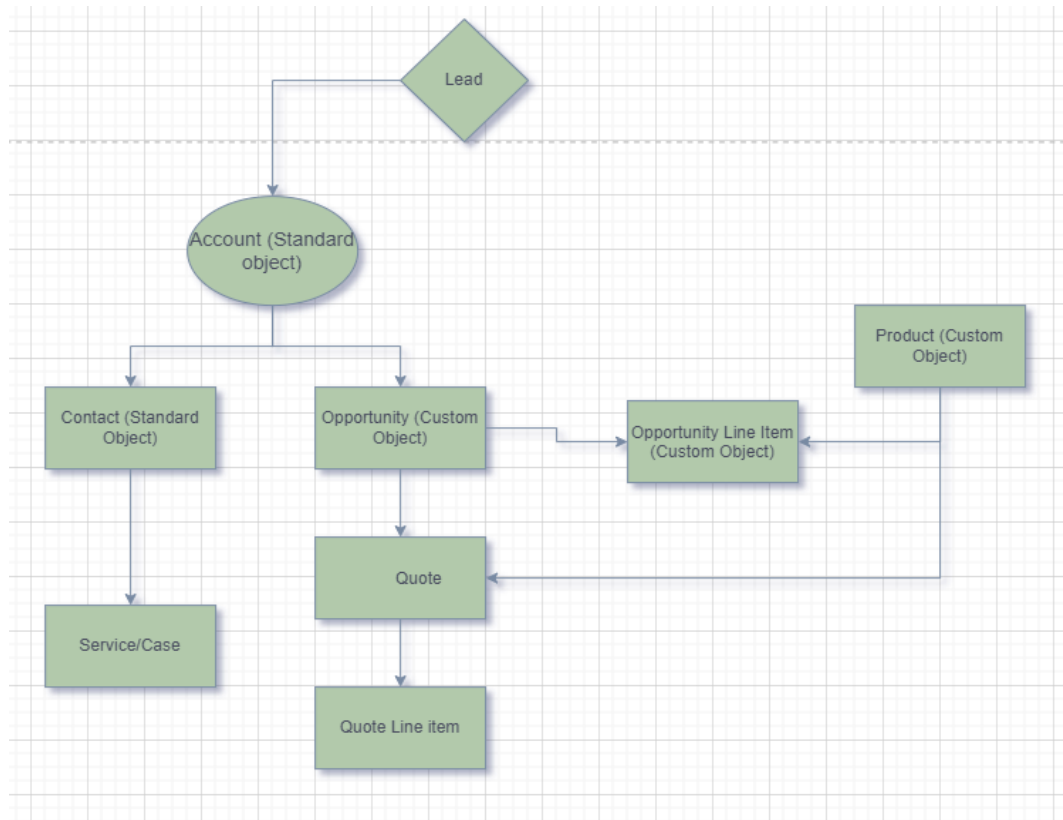 Lead
Account (Standard
object)
Product (Custom
Object)
Contact (Standard
Object)
Opportunity (Custom
Object)
Opportunity Line Item
(Custom Object)
Quote
Service/Case
Quote Line item